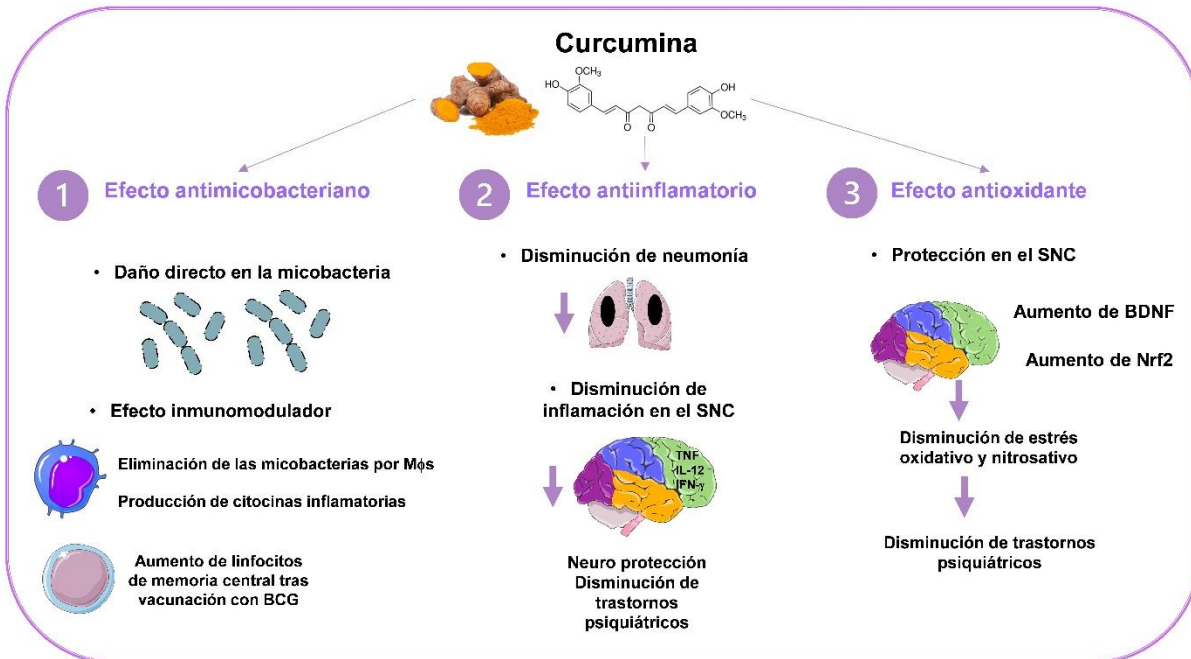 Curcumina
OCH3
HO
O
O
OH
OCH3
1
Efecto antimicobacteriano
• Daño directo en la micobacteria
• Efecto inmunomodulador
Eliminación de las micobacterias por Mϕs
Producción de citocinas inflamatorias
Aumento de linfocitos
de memoria central tras
vacunación con BCG
2
Efecto antiinflamatorio
• Disminución de neumonía
• Disminución de
inflamación en el SNC
TNF
IL-12
IFN-γ
Neuro protección
Disminución de
trastornos
psiquiátricos
3
Efecto antioxidante
• Protección en el SNC
Aumento de BDNF
Aumento de Nrf2
Disminución de estrés
oxidativo y nitrosativo
Disminución de trastornos
psiquiátricos